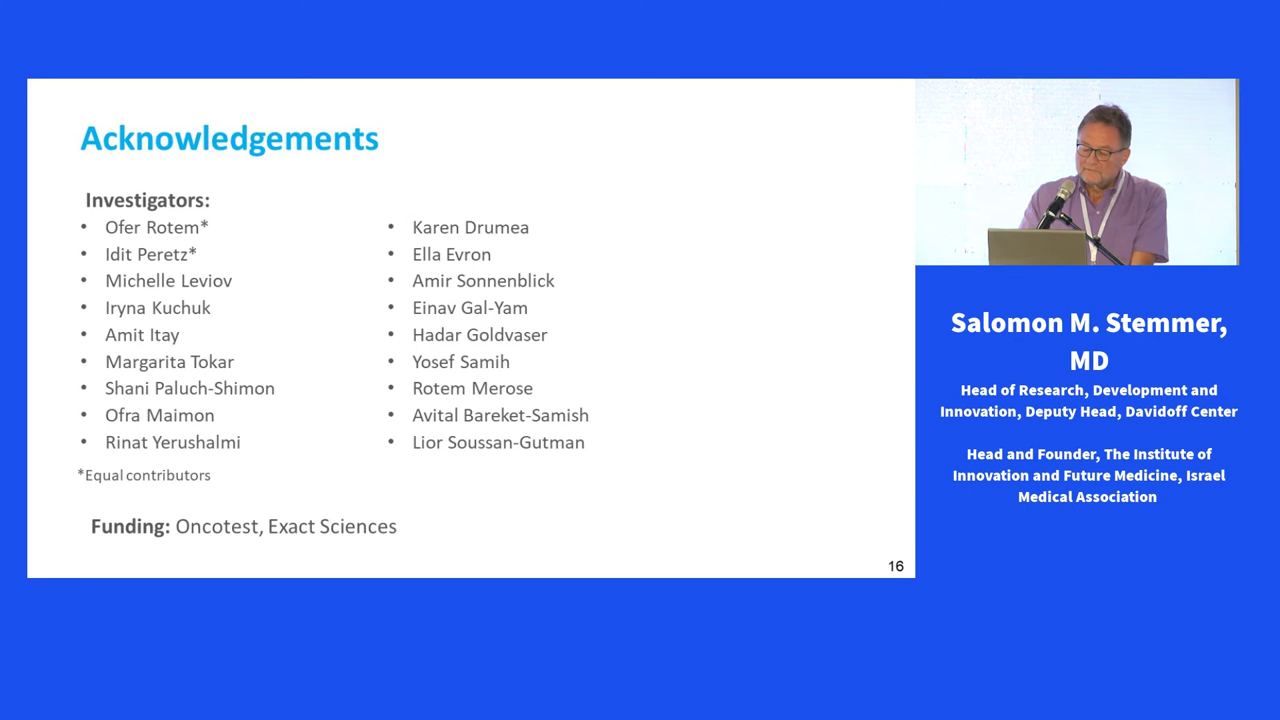 Acknowledgements
Investigators:
• Ofer Rotem*
• Idit Peretz*
• Michelle Leviov
• Iryna Kuchuk
• Amit Itay
• Margarita Tokar
• Shani Paluch-Shimon
• Ofra Maimon
• Rinat Yerushalmi
• Karen Drumea
• Ella Evron
• Amir Sonnenblick
• Einav Gal-Yam
• Hadar Goldvaser
• Yosef Samih
• Rotem Merose
• Avital Bareket-Samish
• Lior Soussan-Gutman
*Equal contributors
Funding: Oncotest, Exact Sciences
16
Salomon M. Stemmer,
MD
Head of Research, Development and
Innovation, Deputy Head, Davidoff Center
Head and Founder, The Institute of
Innovation and Future Medicine, Israel
Medical Association